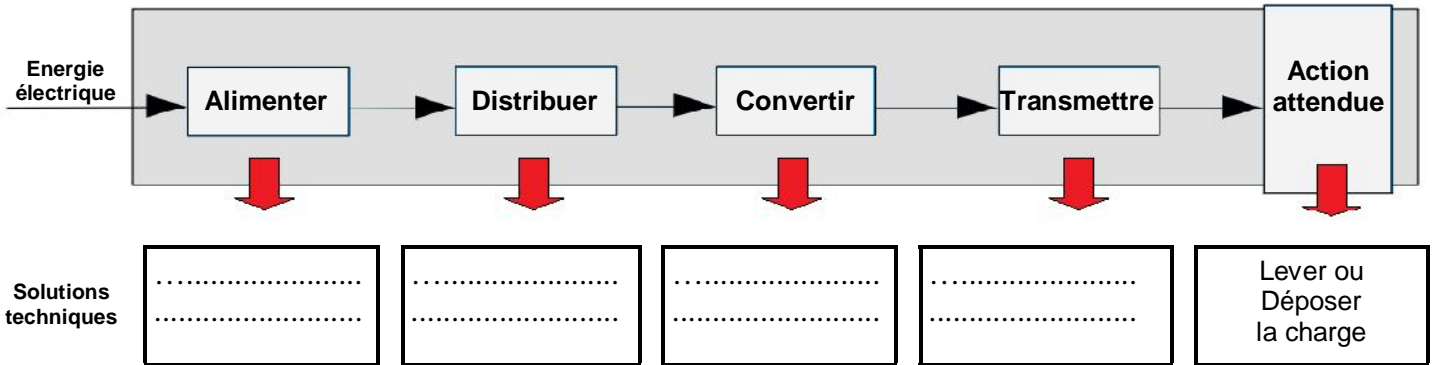 Energie
électrique
Alimenter
Distribuer
Convertir
Transmettre
Action
attendue
Solutions
techniques
...........................
...........................
...........................
...........................
...........................
...........................
...........................
...........................
Lever ou
Déposer
la charge